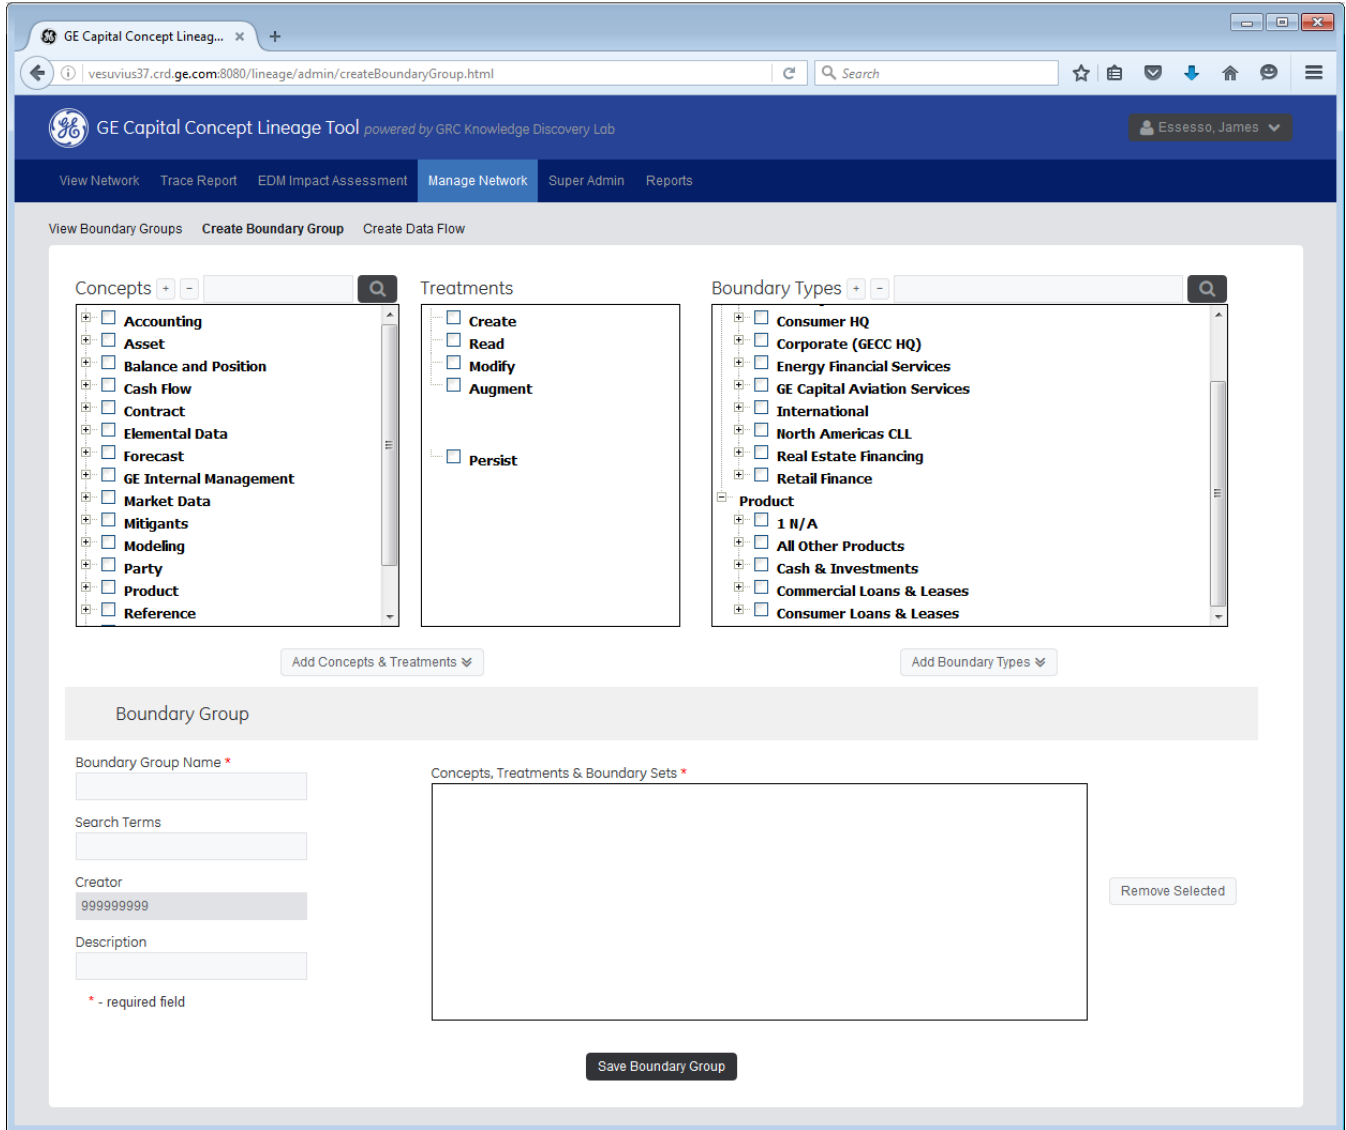 GE Capital Concept Lineag... × +
vesuvius37.crd.ge.com:8080/lineage/admin/createBoundaryGroup.html
Search
GE Capital Concept Lineage Tool powered by GRC Knowledge Discovery Lab
Essesso, James
View Network Trace Report EDM Impact Assessment Manage Network Super Admin Reports
View Boundary Groups Create Boundary Group Create Data Flow
Concepts + −
Accounting
Asset
Balance and Position
Cash Flow
Contract
Elemental Data
Forecast
GE Internal Management
Market Data
Mitigants
Modeling
Party
Product
Reference
Treatments
Create
Read
Modify
Augment
Persist
Boundary Types + −
Consumer HQ
Corporate (GECC HQ)
Energy Financial Services
GE Capital Aviation Services
International
North Americas CLL
Real Estate Financing
Retail Finance
Product
1 N/A
All Other Products
Cash & Investments
Commercial Loans & Leases
Consumer Loans & Leases
Add Concepts & Treatments
Add Boundary Types
Boundary Group
Boundary Group Name *
Search Terms
Creator
999999999
Description
* - required field
Concepts, Treatments & Boundary Sets *
Remove Selected
Save Boundary Group